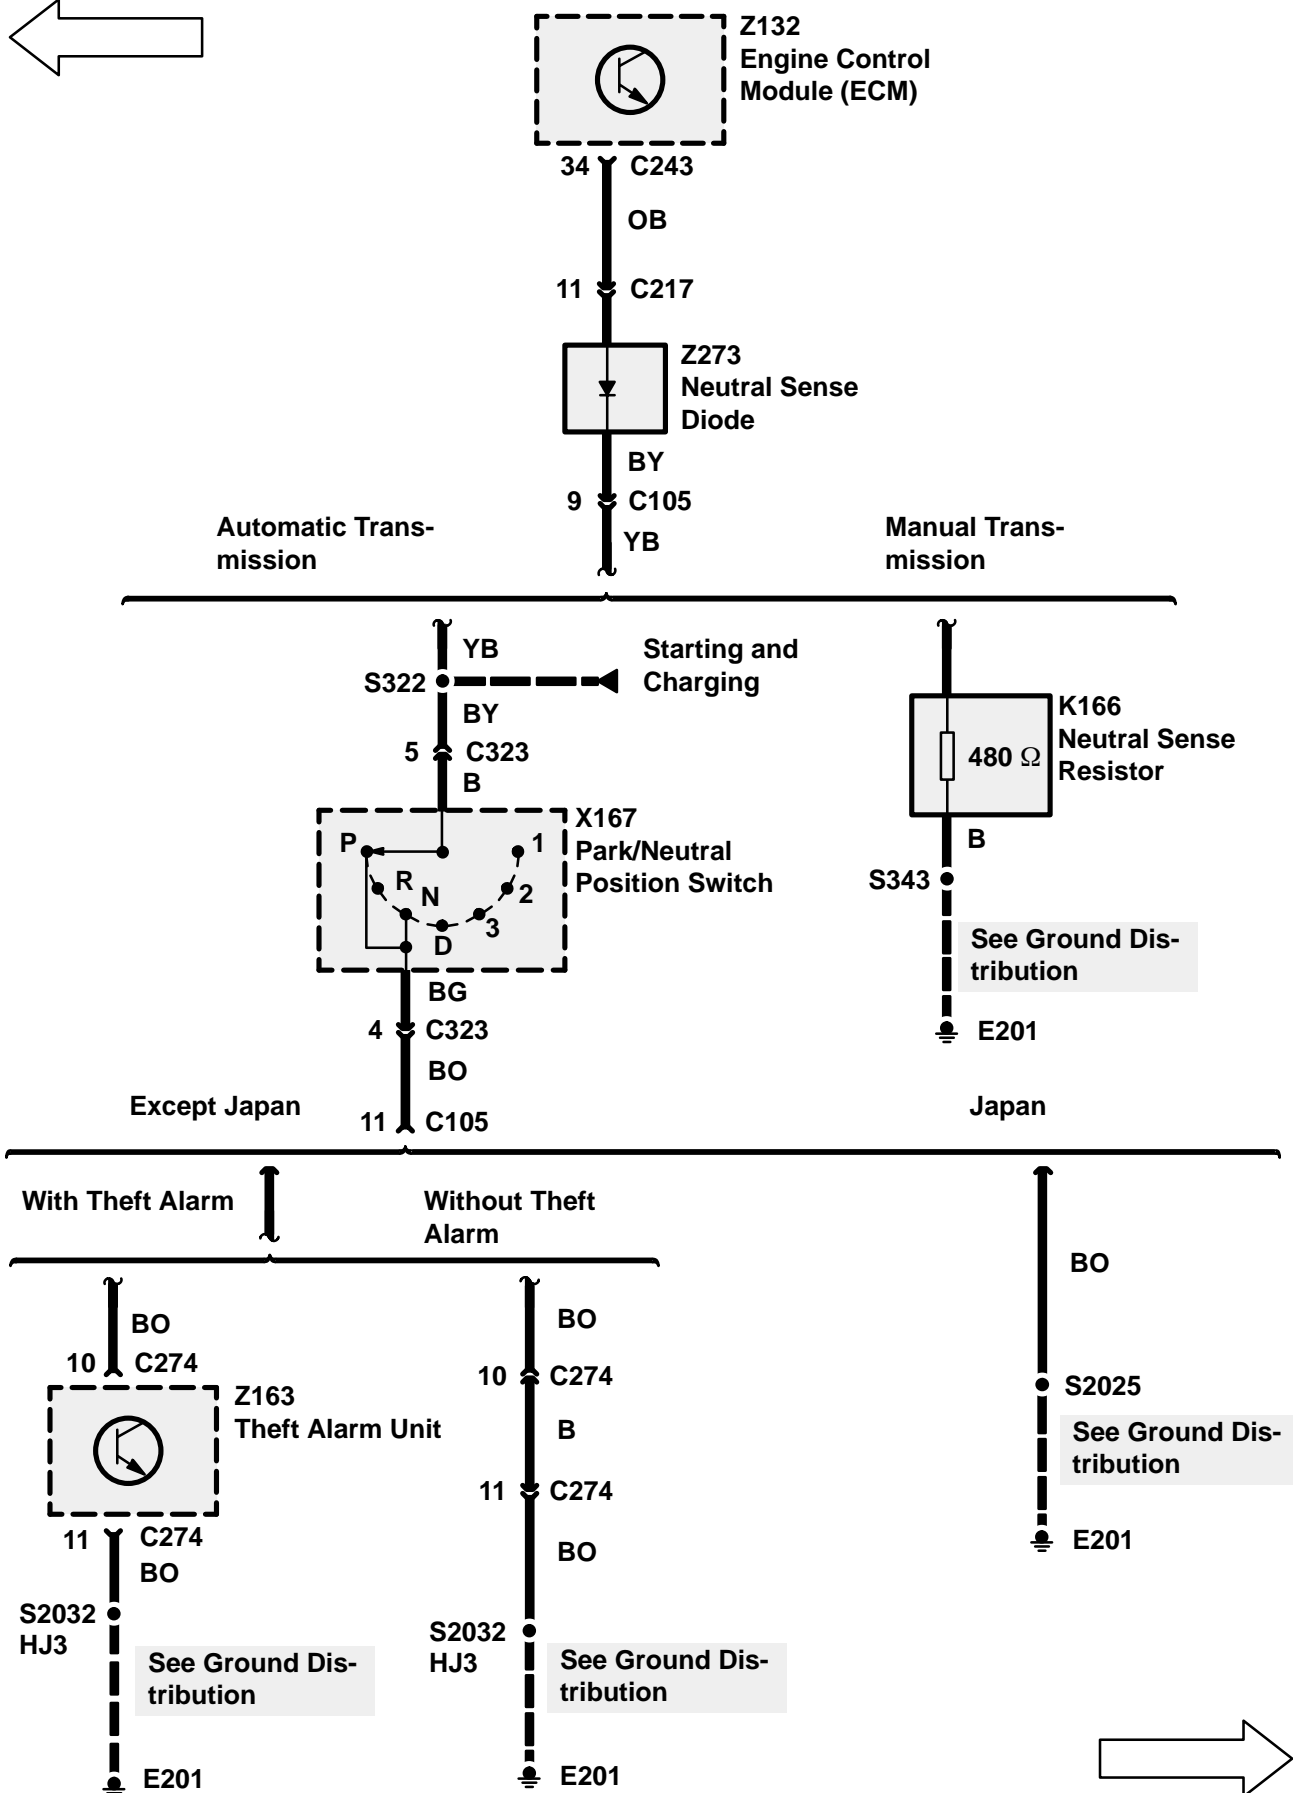 Z132
Engine Control
Module (ECM)
34 C243
OB
11 C217
Z273
Neutral Sense
Diode
BY
9 C105
YB
Automatic Trans-
mission
Manual Trans-
mission
YB
S322
Starting and
Charging
BY
5 C323
B
X167
Park/Neutral
Position Switch
P
R
N
D
3
2
1
BG
4 C323
BO
11 C105
K166
Neutral Sense
Resistor
480 Ω
B
S343
See Ground Dis-
tribution
E201
Except Japan
Japan
With Theft Alarm
Without Theft
Alarm
BO
10 C274
Z163
Theft Alarm Unit
11 C274
BO
S2032
HJ3
See Ground Dis-
tribution
E201
BO
10 C274
B
11 C274
BO
S2032
HJ3
See Ground Dis-
tribution
E201
BO
S2025
See Ground Dis-
tribution
E201